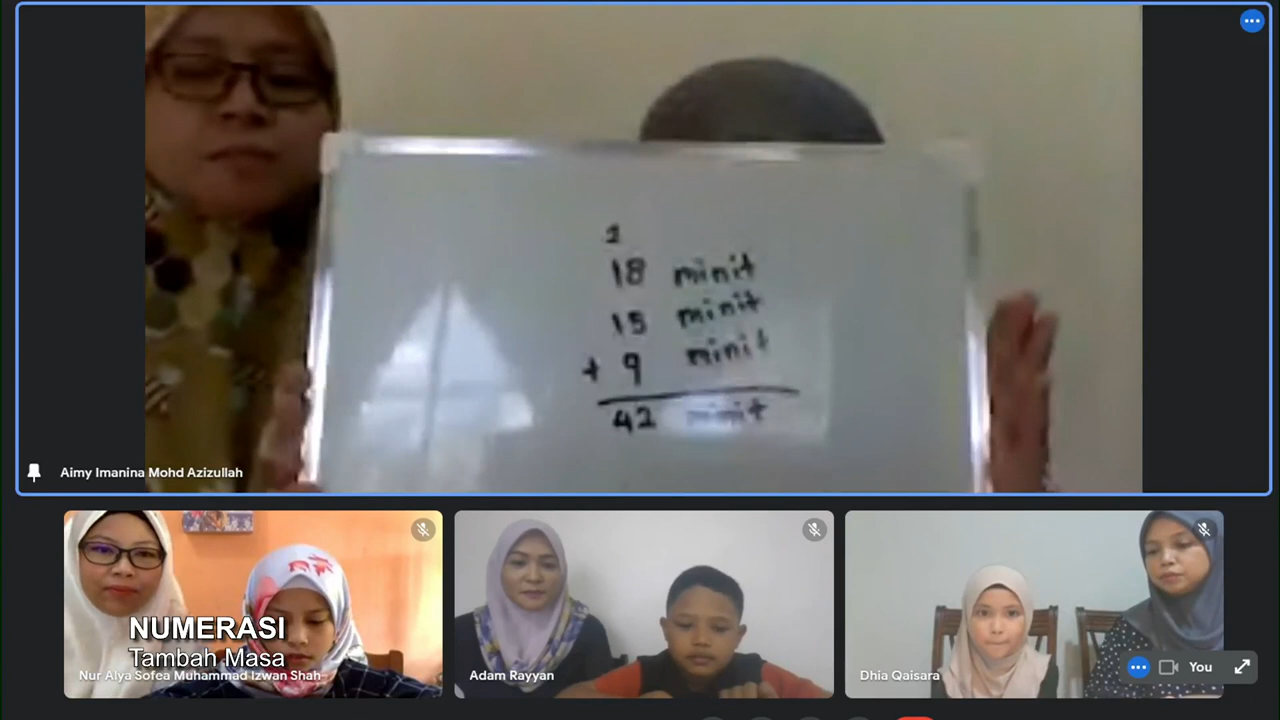 2
18 minit
15 minit
+ 9 minit
42 minit
Aimy Imanina Mohd Azizullah
NUMERASI
Tambah Masa
Nur Alya Sofea Muhammad Izwan Shah
Adam Rayyan
Dhia Qaisara
You